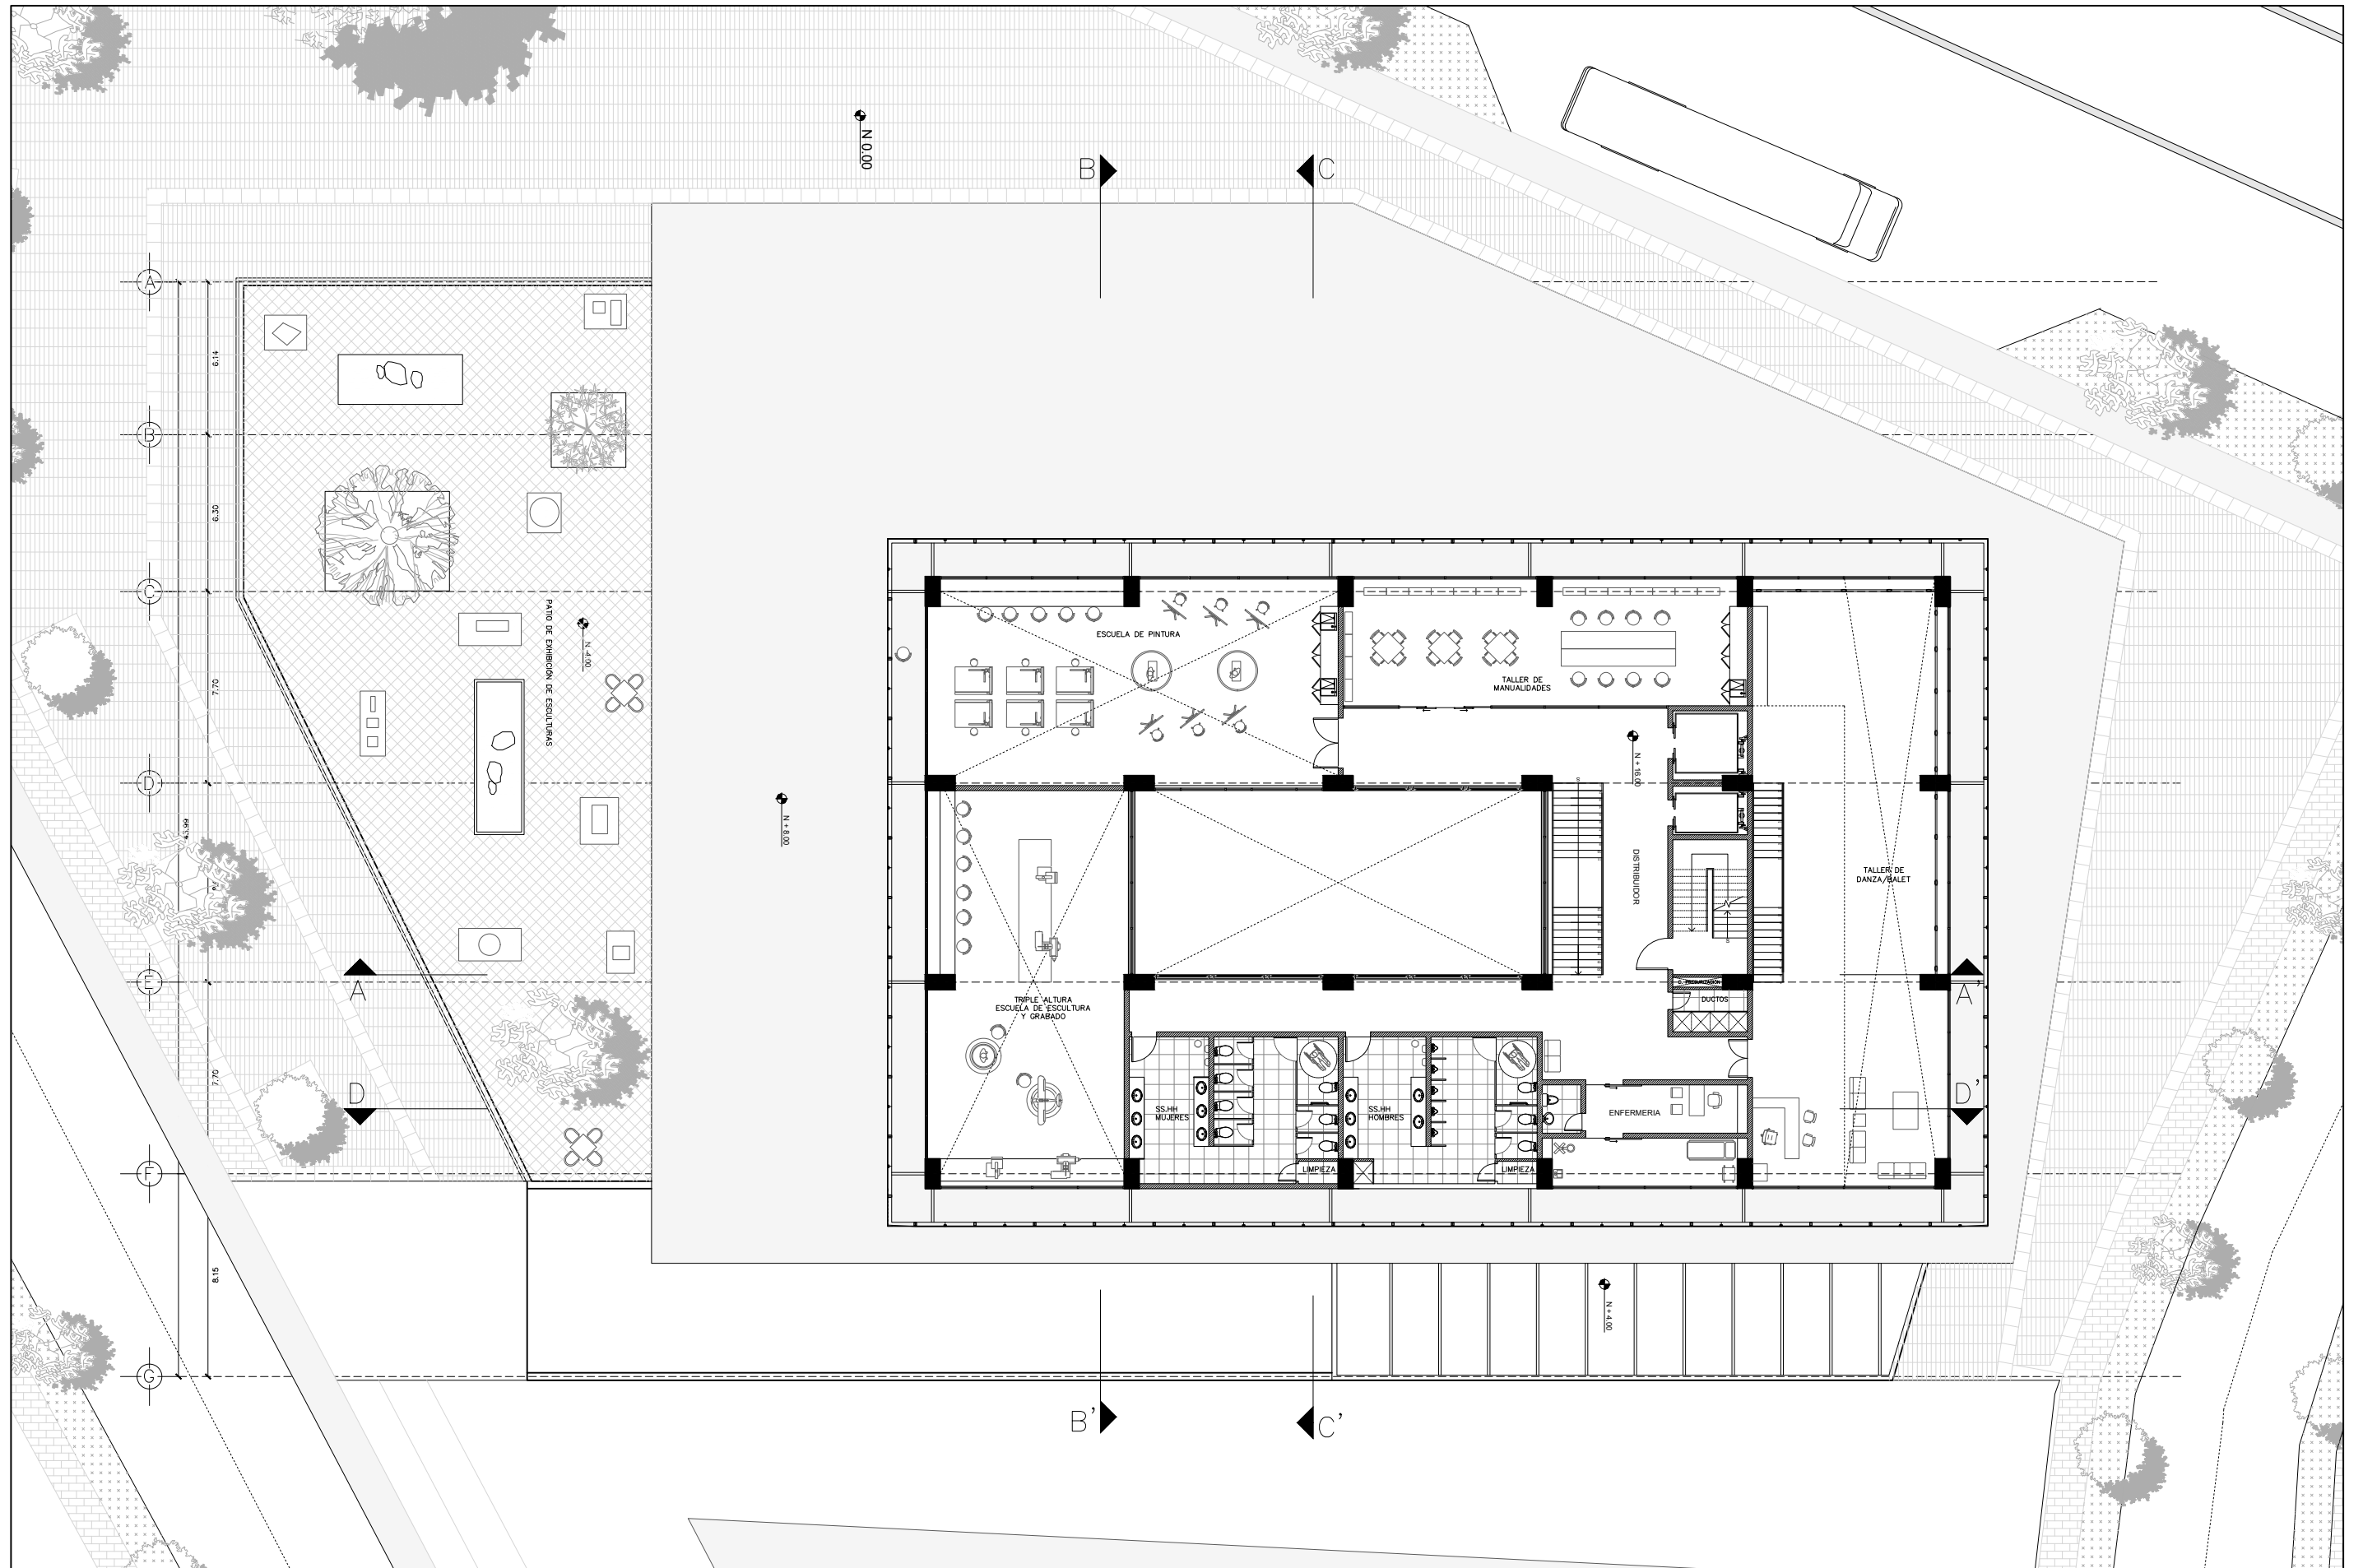 N 0.00
B
C
A
6.14
B
6.30
C
PATIO DE EXHIBICIÓN DE ESCULTURAS
N -4.00
7.70
D
43.99
E
A
D
7.70
F
8.15
G
N + 8.00
ESCUELA DE PINTURA
TALLER DE
MANUALIDADES
N + 16.00
DISTRIBUIDOR
TALLER DE
DANZA/BALET
TRIPLE ALTURA
ESCUELA DE ESCULTURA
Y GRABADO
DUCTOS
A'
D'
SS.HH
MUJERES
SS.HH
HOMBRES
ENFERMERIA
LIMPIEZA
LIMPIEZA
N + 4.00
B'
C'